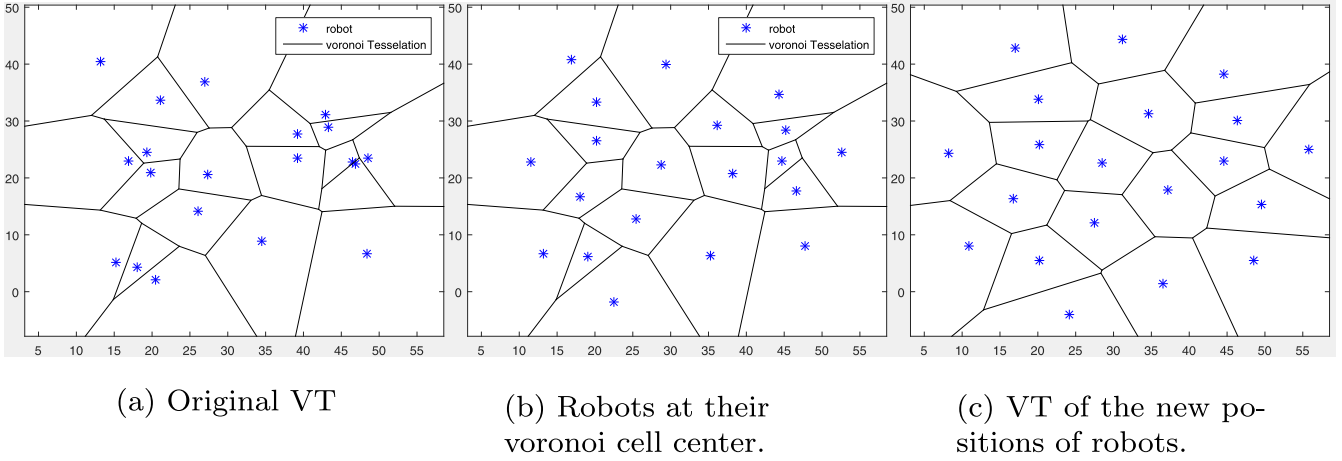 50
40
30
20
10
0
5 10 15 20 25 30 35 40 45 50 55
robot
voronoi Tesselation
50
40
30
20
10
0
5 10 15 20 25 30 35 40 45 50 55
robot
voronoi Tesselation
50
40
30
20
10
0
5 10 15 20 25 30 35 40 45 50 55
(a) Original VT
(b) Robots at their
voronoi cell center.
(c) VT of the new po-
sitions of robots.